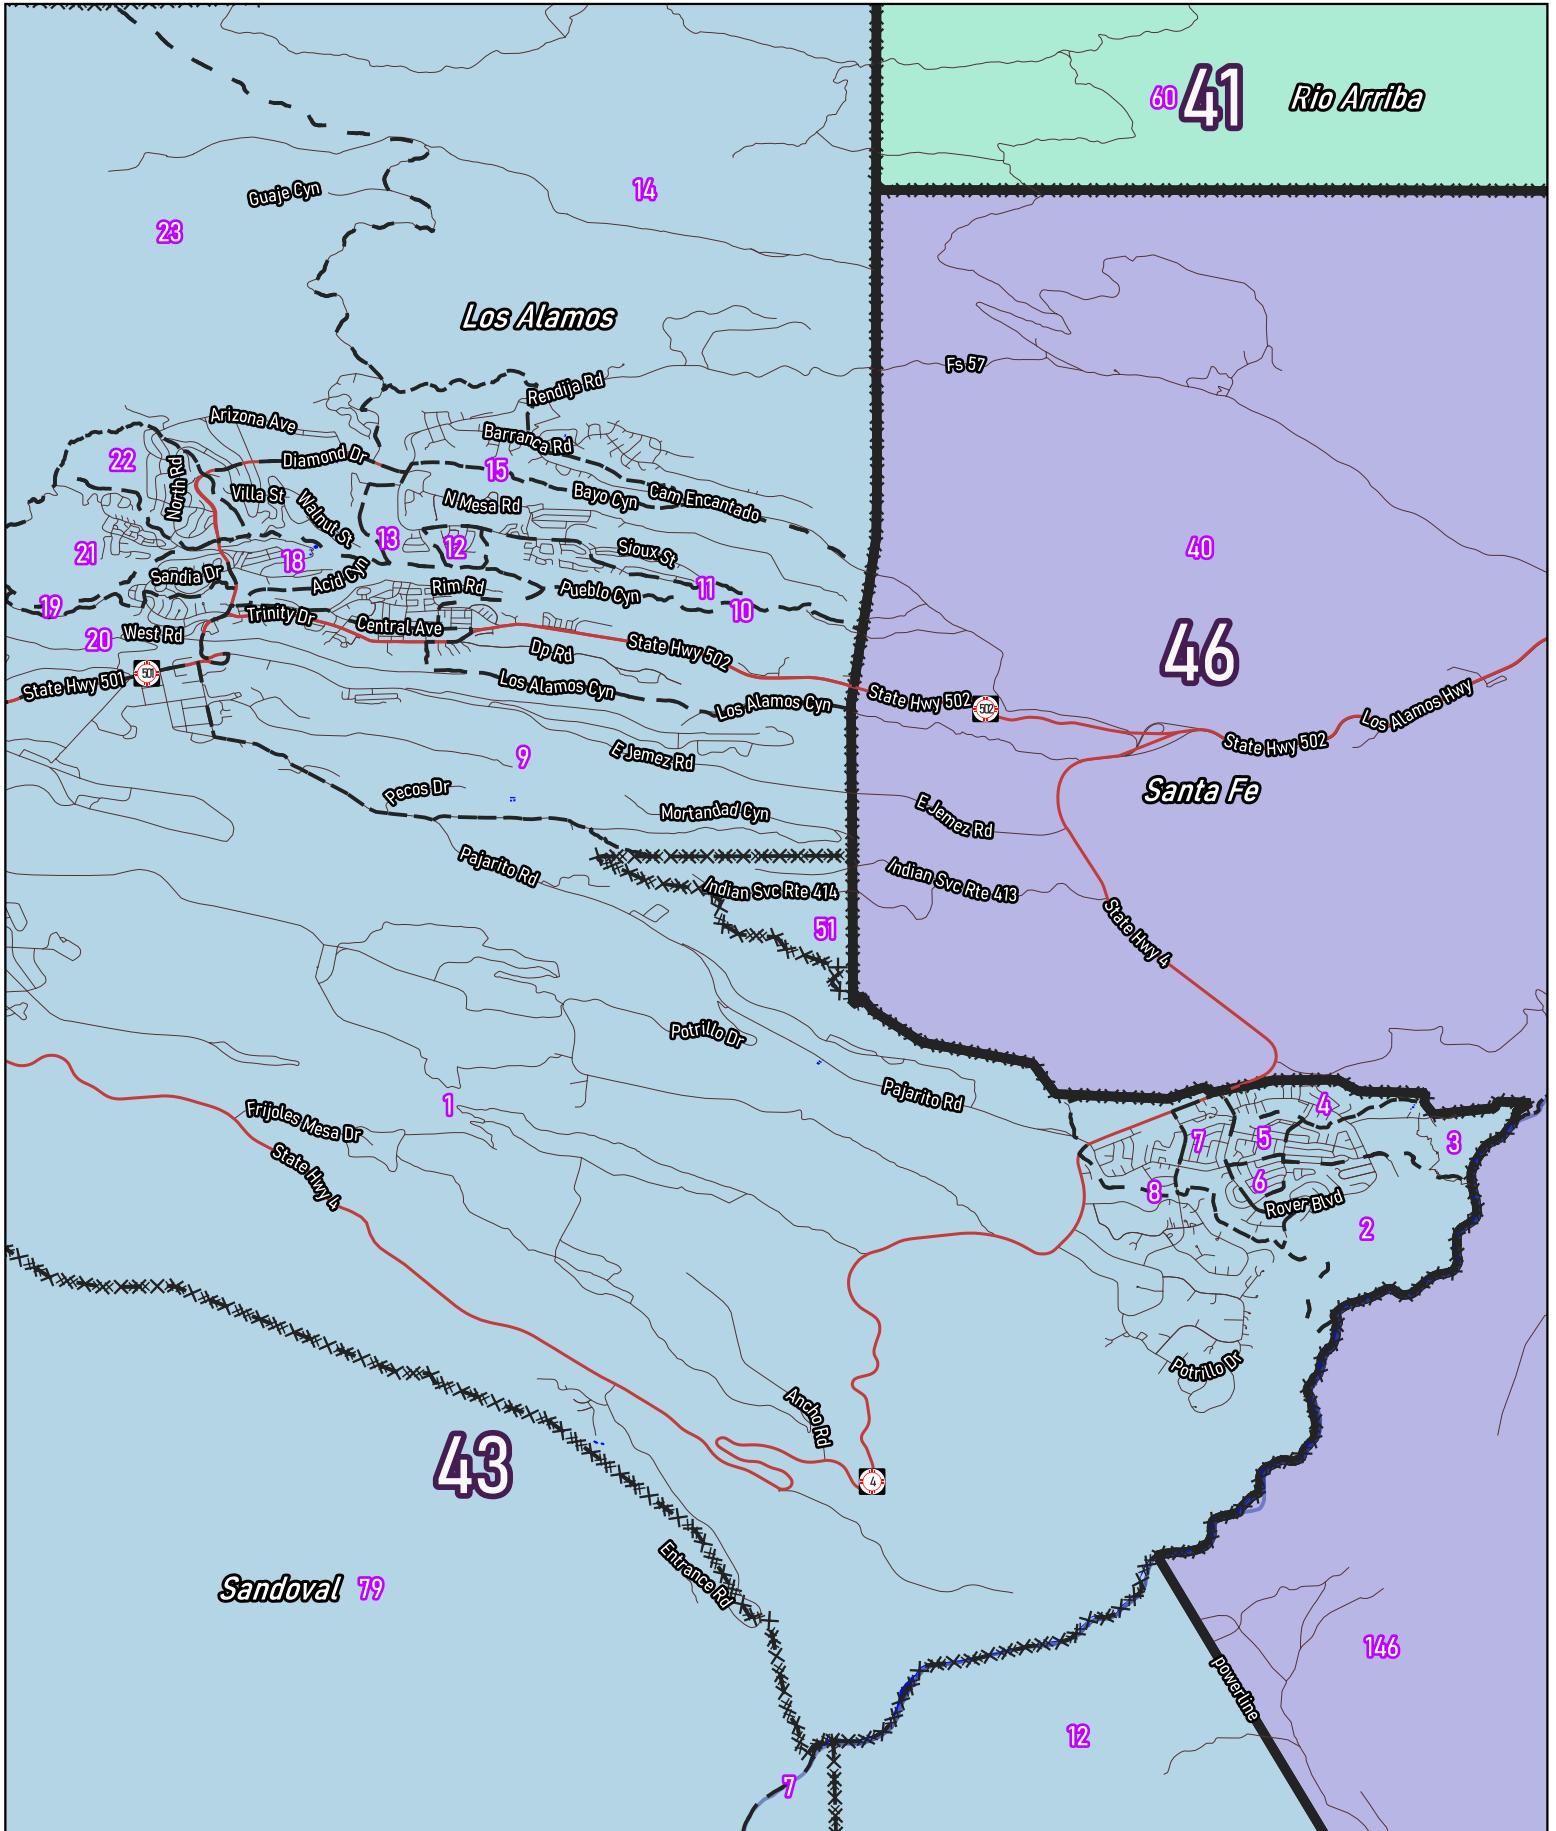 60
41
Rio Arriba
Guaje Cyn
14
23
Los Alamos
Fs 57
Rendija Rd
Arizona Ave
Barranca Rd
Diamond Dr
22
15
North Rd
Villa St
Walnut St
N Mesa Rd
Bayo Cyn
Cam Encantado
13
12
Sioux St
40
21
18
Sandia Dr
Acid Cyn
Rim Rd
Pueblo Cyn
11
10
19
Trinity Dr
Central Ave
20
West Rd
Dp Rd
State Hwy 502
46
State Hwy 501
501
Los Alamos Cyn
Los Alamos Cyn
State Hwy 502
502
Los Alamos Hwy
State Hwy 502
9
E Jemez Rd
Santa Fe
Pecos Dr
Mortandad Cyn
E Jemez Rd
Pajarito Rd
Indian Svc Rte 414
Indian Svc Rte 413
51
State Hwy 4
Potrillo Dr
Pajarito Rd
1
Frijoles Mesa Dr
State Hwy 4
4
7
5
3
8
6
Rover Blvd
2
Potrillo Dr
Ancho Rd
43
4
Entrance Rd
Sandoval
79
146
powerline
12
7